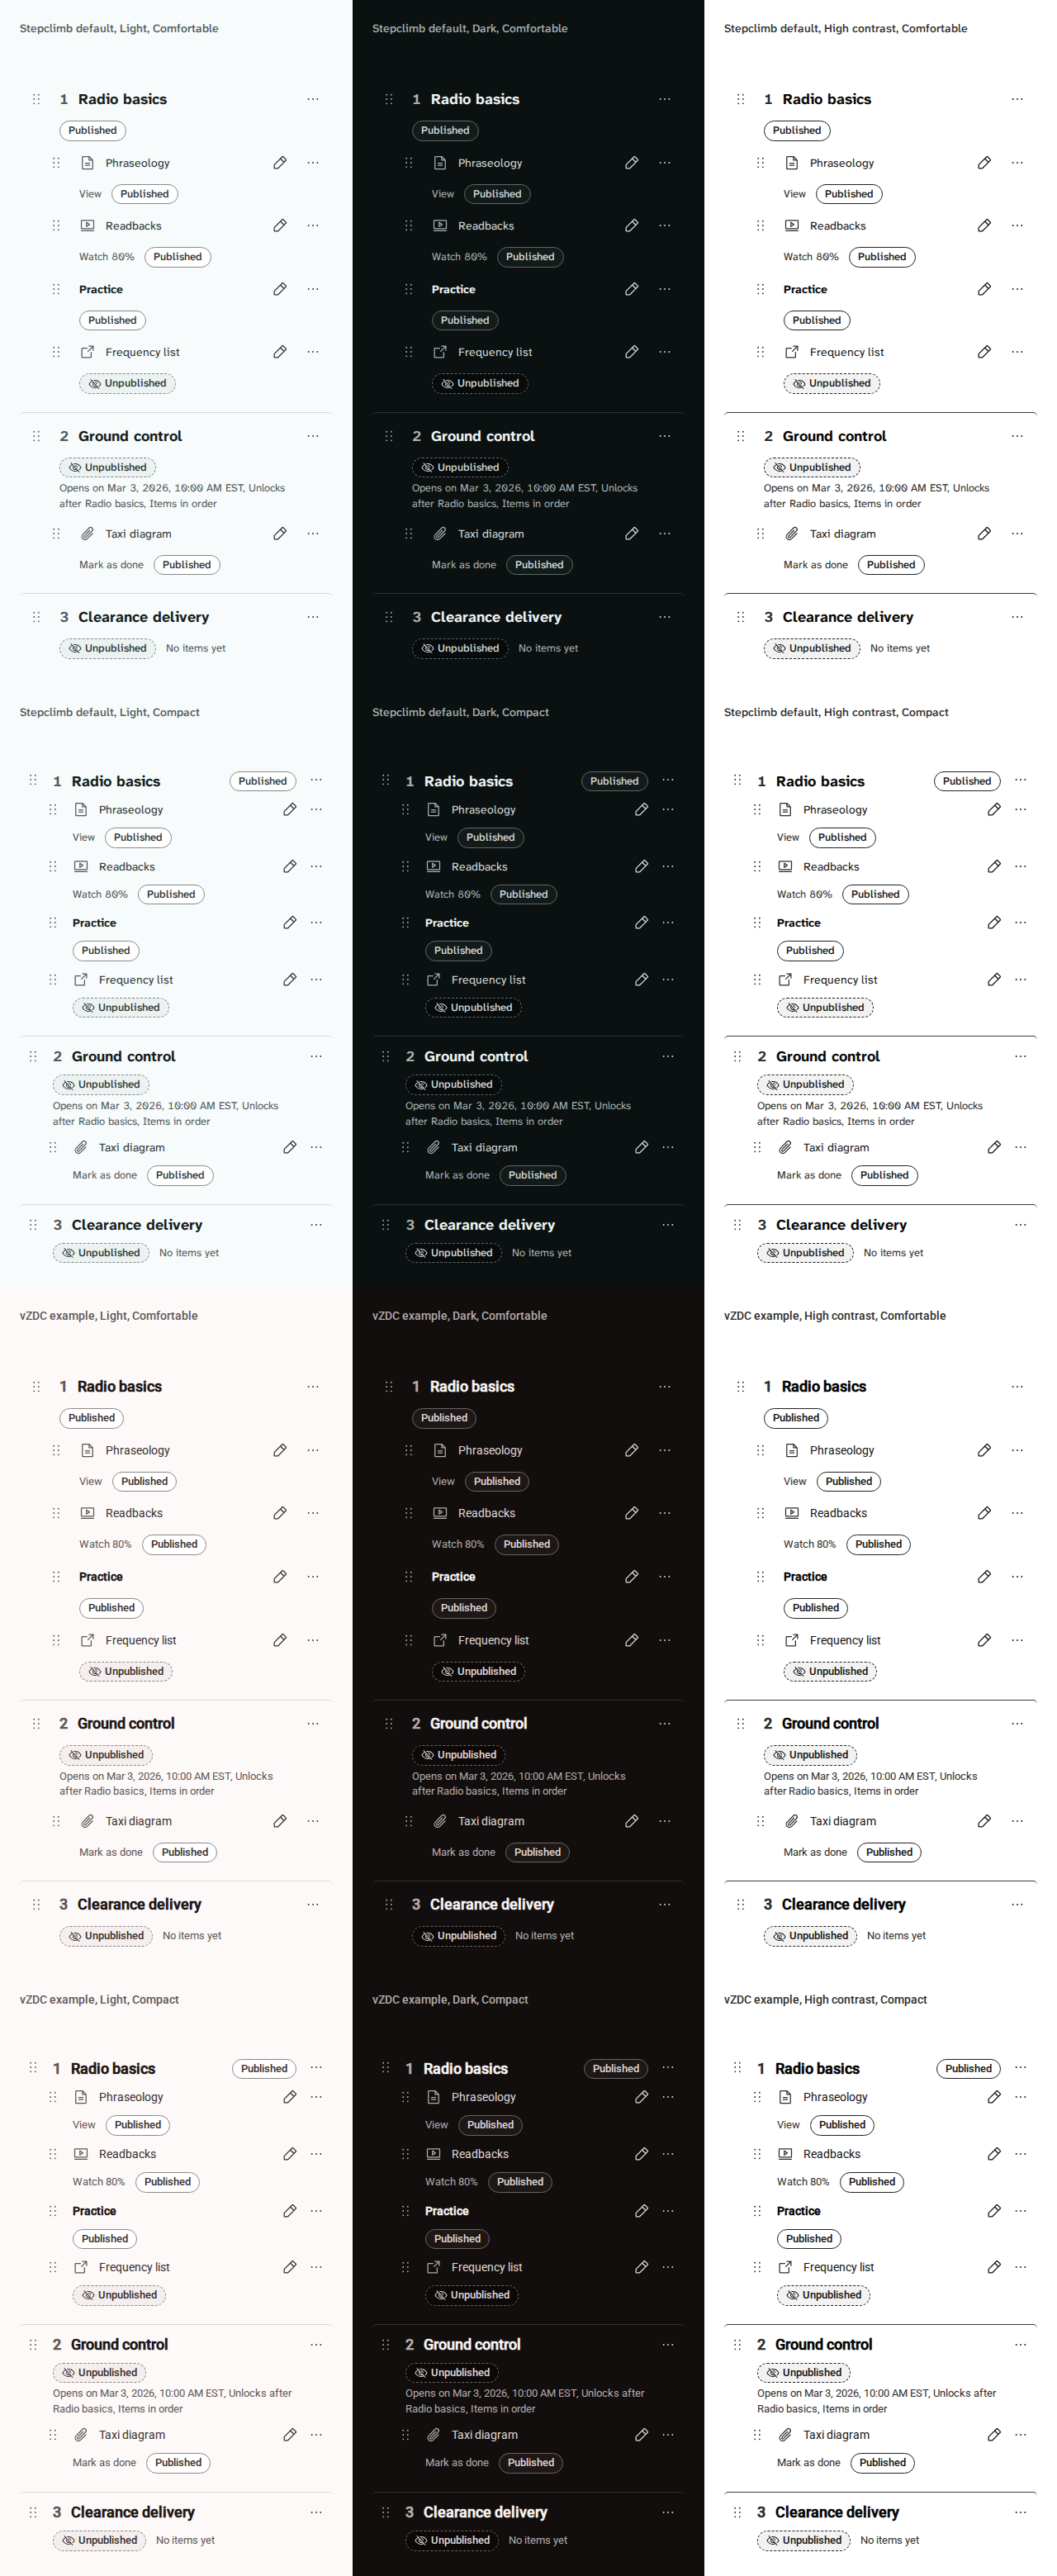 Stepclimb default, Light, Comfortable
1 Radio basics
Published
Phraseology
View Published
Readbacks
Watch 80% Published
Practice
Published
Frequency list
Unpublished
2 Ground control
Unpublished
Opens on Mar 3, 2026, 10:00 AM EST, Unlocks
after Radio basics, Items in order
Taxi diagram
Mark as done Published
3 Clearance delivery
Unpublished No items yet
Stepclimb default, Dark, Comfortable
1 Radio basics
Published
Phraseology
View Published
Readbacks
Watch 80% Published
Practice
Published
Frequency list
Unpublished
2 Ground control
Unpublished
Opens on Mar 3, 2026, 10:00 AM EST, Unlocks
after Radio basics, Items in order
Taxi diagram
Mark as done Published
3 Clearance delivery
Unpublished No items yet
Stepclimb default, High contrast, Comfortable
1 Radio basics
Published
Phraseology
View Published
Readbacks
Watch 80% Published
Practice
Published
Frequency list
Unpublished
2 Ground control
Unpublished
Opens on Mar 3, 2026, 10:00 AM EST, Unlocks
after Radio basics, Items in order
Taxi diagram
Mark as done Published
3 Clearance delivery
Unpublished No items yet
Stepclimb default, Light, Compact
1 Radio basics Published
Phraseology
View Published
Readbacks
Watch 80% Published
Practice
Published
Frequency list
Unpublished
2 Ground control
Unpublished
Opens on Mar 3, 2026, 10:00 AM EST, Unlocks
after Radio basics, Items in order
Taxi diagram
Mark as done Published
3 Clearance delivery
Unpublished No items yet
Stepclimb default, Dark, Compact
1 Radio basics Published
Phraseology
View Published
Readbacks
Watch 80% Published
Practice
Published
Frequency list
Unpublished
2 Ground control
Unpublished
Opens on Mar 3, 2026, 10:00 AM EST, Unlocks
after Radio basics, Items in order
Taxi diagram
Mark as done Published
3 Clearance delivery
Unpublished No items yet
Stepclimb default, High contrast, Compact
1 Radio basics Published
Phraseology
View Published
Readbacks
Watch 80% Published
Practice
Published
Frequency list
Unpublished
2 Ground control
Unpublished
Opens on Mar 3, 2026, 10:00 AM EST, Unlocks
after Radio basics, Items in order
Taxi diagram
Mark as done Published
3 Clearance delivery
Unpublished No items yet
vZDC example, Light, Comfortable
1 Radio basics
Published
Phraseology
View Published
Readbacks
Watch 80% Published
Practice
Published
Frequency list
Unpublished
2 Ground control
Unpublished
Opens on Mar 3, 2026, 10:00 AM EST, Unlocks
after Radio basics, Items in order
Taxi diagram
Mark as done Published
3 Clearance delivery
Unpublished No items yet
vZDC example, Dark, Comfortable
1 Radio basics
Published
Phraseology
View Published
Readbacks
Watch 80% Published
Practice
Published
Frequency list
Unpublished
2 Ground control
Unpublished
Opens on Mar 3, 2026, 10:00 AM EST, Unlocks
after Radio basics, Items in order
Taxi diagram
Mark as done Published
3 Clearance delivery
Unpublished No items yet
vZDC example, High contrast, Comfortable
1 Radio basics
Published
Phraseology
View Published
Readbacks
Watch 80% Published
Practice
Published
Frequency list
Unpublished
2 Ground control
Unpublished
Opens on Mar 3, 2026, 10:00 AM EST, Unlocks
after Radio basics, Items in order
Taxi diagram
Mark as done Published
3 Clearance delivery
Unpublished No items yet
vZDC example, Light, Compact
1 Radio basics Published
Phraseology
View Published
Readbacks
Watch 80% Published
Practice
Published
Frequency list
Unpublished
2 Ground control
Unpublished
Opens on Mar 3, 2026, 10:00 AM EST, Unlocks after
Radio basics, Items in order
Taxi diagram
Mark as done Published
3 Clearance delivery
Unpublished No items yet
vZDC example, Dark, Compact
1 Radio basics Published
Phraseology
View Published
Readbacks
Watch 80% Published
Practice
Published
Frequency list
Unpublished
2 Ground control
Unpublished
Opens on Mar 3, 2026, 10:00 AM EST, Unlocks after
Radio basics, Items in order
Taxi diagram
Mark as done Published
3 Clearance delivery
Unpublished No items yet
vZDC example, High contrast, Compact
1 Radio basics Published
Phraseology
View Published
Readbacks
Watch 80% Published
Practice
Published
Frequency list
Unpublished
2 Ground control
Unpublished
Opens on Mar 3, 2026, 10:00 AM EST, Unlocks after
Radio basics, Items in order
Taxi diagram
Mark as done Published
3 Clearance delivery
Unpublished No items yet